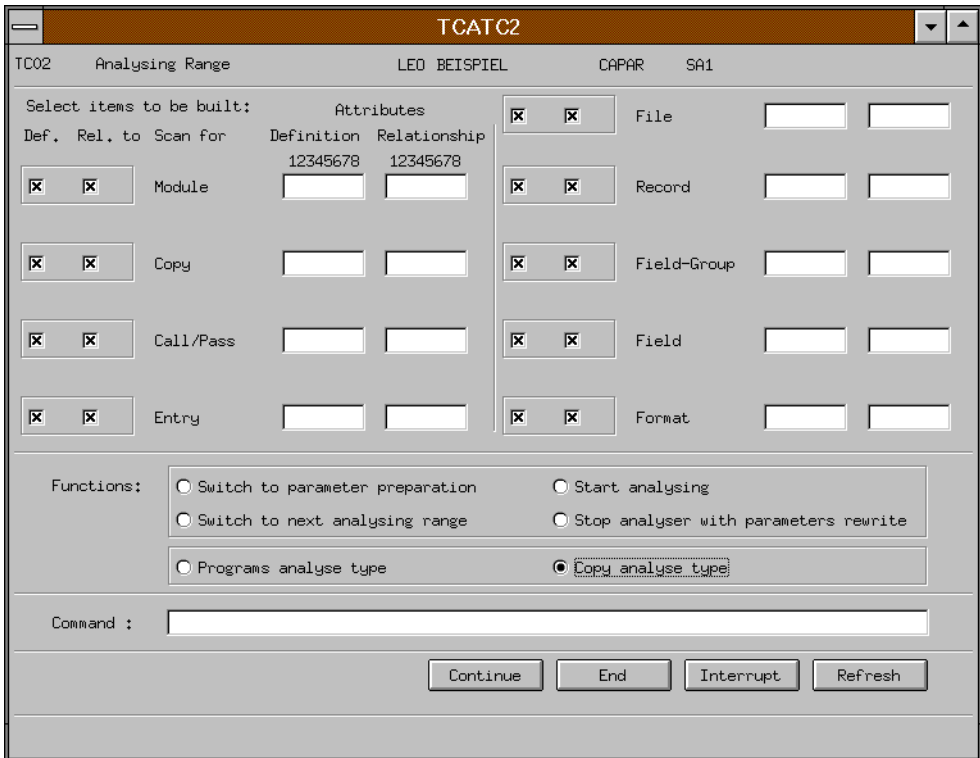 TCATC2
TC02 Analysing Range LEO BEISPIEL CAPAR SA1
Select items to be built: Attributes
Def. Rel. to Scan for Definition Relationship
12345678 12345678
Module
Copy
Call/Pass
Entry
File
Record
Field-Group
Field
Format
Functions: Switch to parameter preparation Start analysing
Switch to next analysing range Stop analyser with parameters rewrite
Programs analyse type Copy analyse type
Command :
Continue End Interrupt Refresh